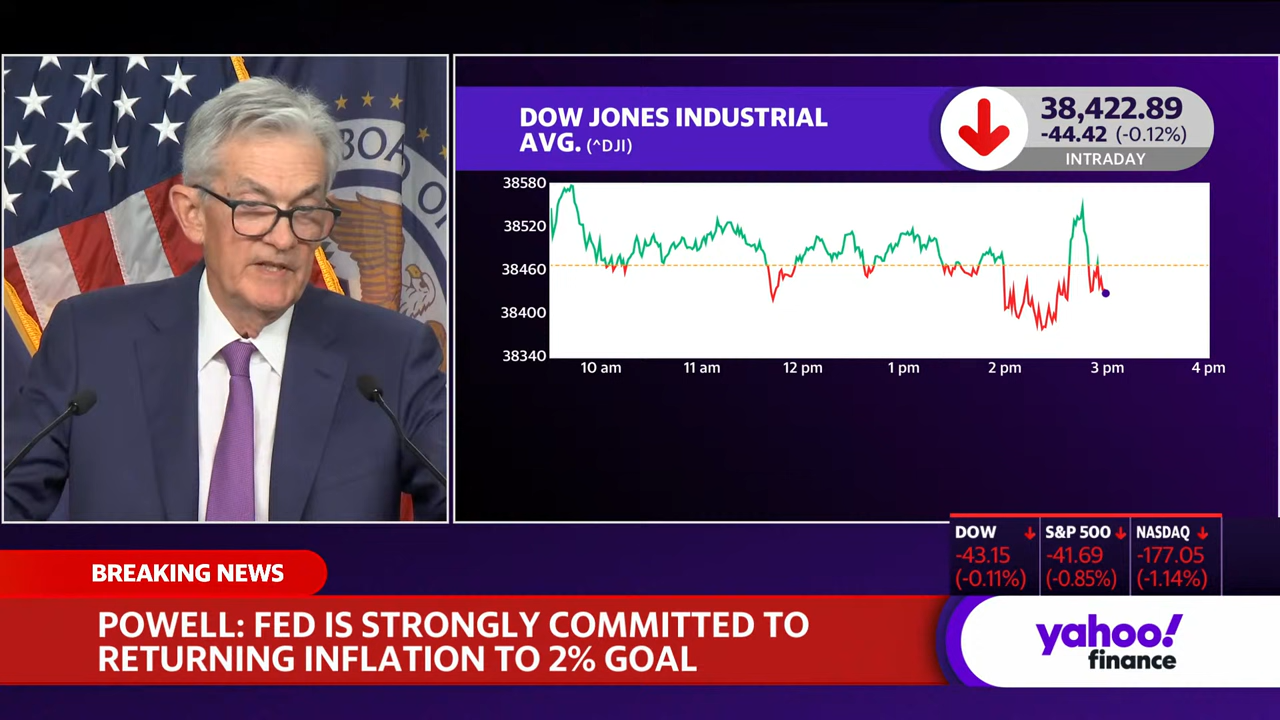 BOA
OF
DOW JONES INDUSTRIAL
AVG. (^DJI)
38,422.89
-44.42 (-0.12%)
INTRADAY
38580
38520
38460
38400
38340
10 am 11 am 12 pm 1 pm 2 pm 3 pm 4 pm
DOW S&P 500 NASDAQ
-43.15 -41.69 -177.05
(-0.11%) (-0.85%) (-1.14%)
BREAKING NEWS
POWELL: FED IS STRONGLY COMMITTED TO
RETURNING INFLATION TO 2% GOAL
yahoo!
finance